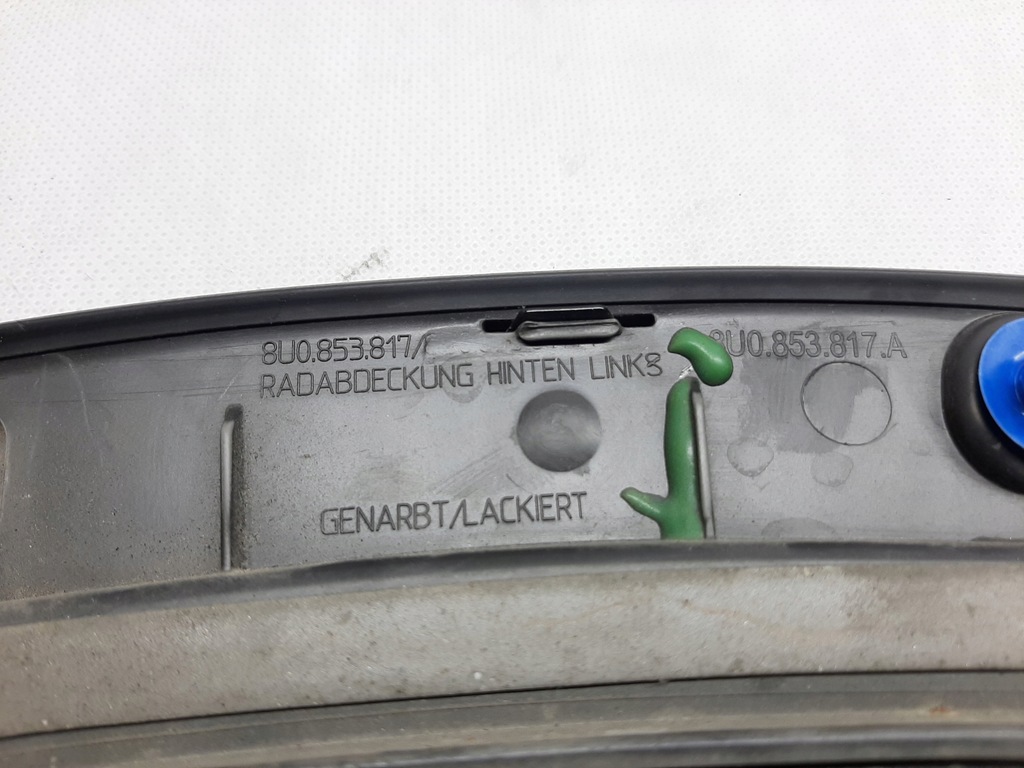 8U0.853.817/
8U0.853.817.A
RADABDECKUNG HINTEN LINKS
GENARBT/LACKIERT